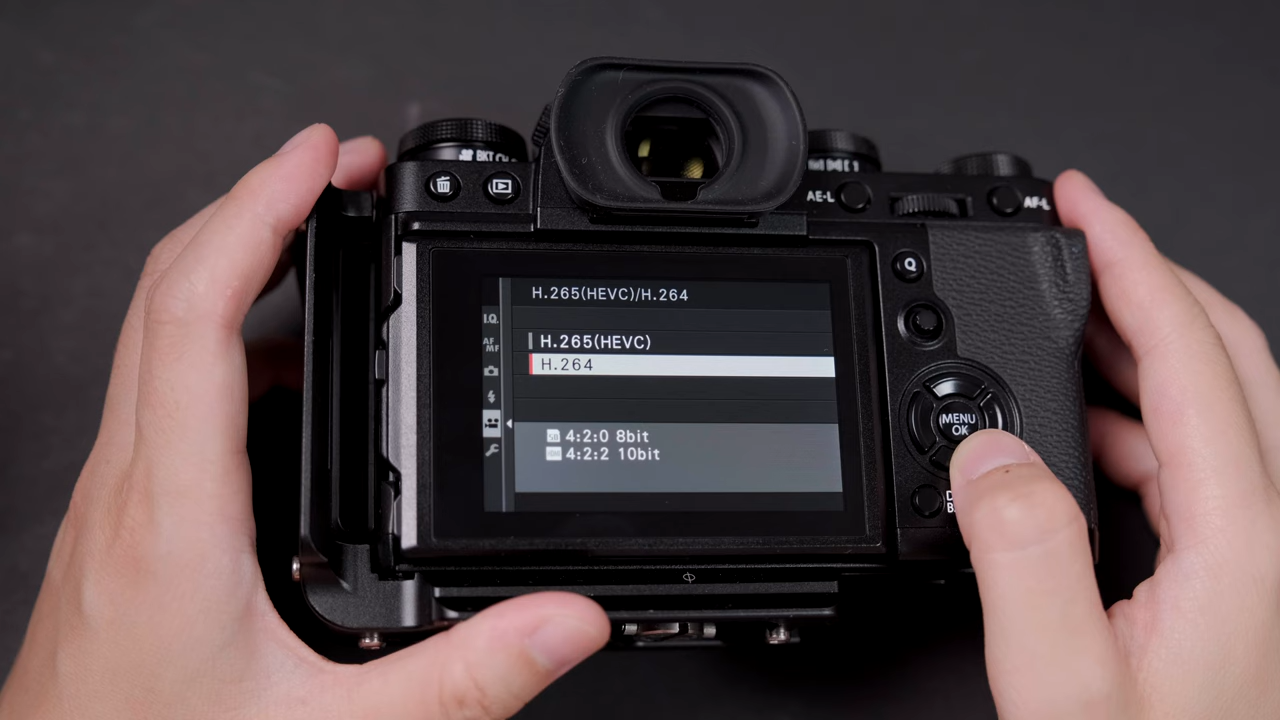 BKT
AE-L
AF-L
Q
H.265(HEVC)/H.264
I.Q.
AF
MF
H.265(HEVC)
H.264
4:2:0 8bit
4:2:2 10bit
MENU
OK